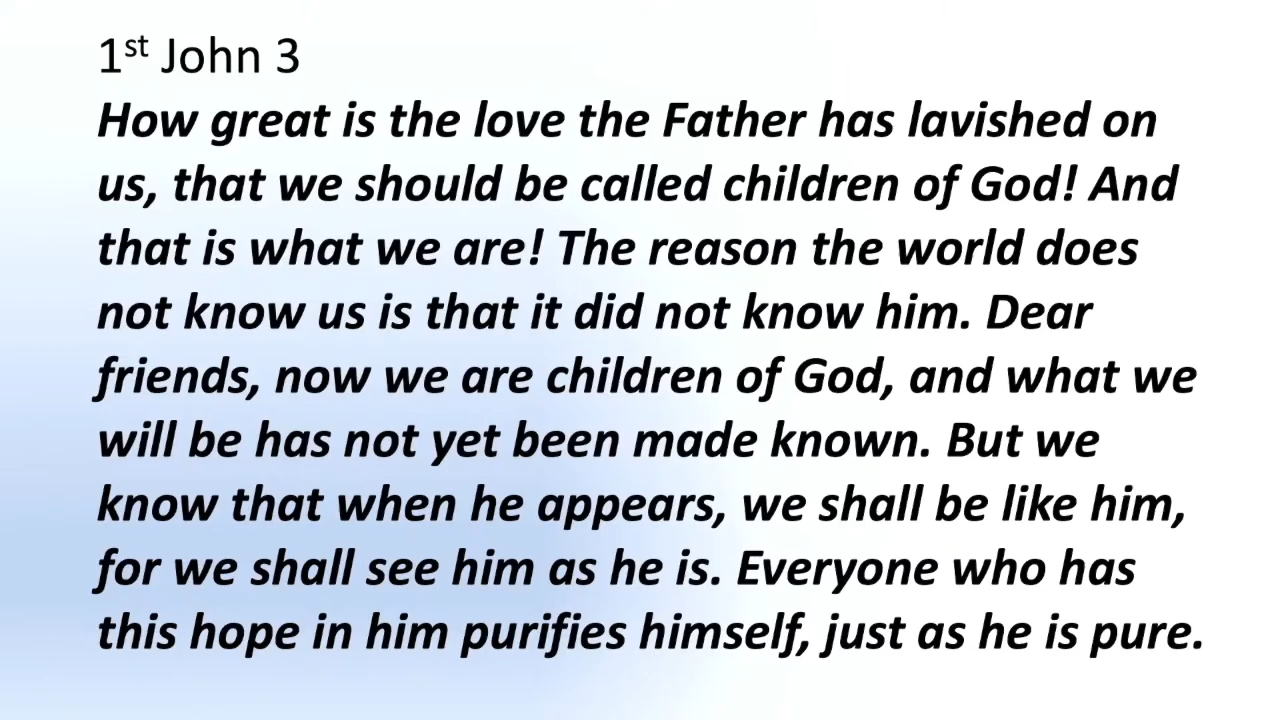 1st John 3
How great is the love the Father has lavished on
us, that we should be called children of God! And
that is what we are! The reason the world does
not know us is that it did not know him. Dear
friends, now we are children of God, and what we
will be has not yet been made known. But we
know that when he appears, we shall be like him,
for we shall see him as he is. Everyone who has
this hope in him purifies himself, just as he is pure.